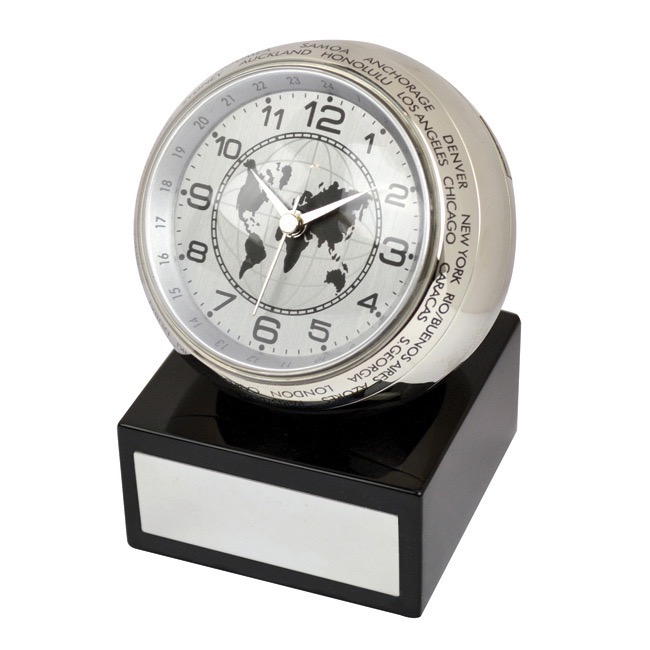 SAMOA ANCHORAGE
AUCKLAND HONOLULU LOS ANGELES
DENVER
CHICAGO
NEW YORK
CARACAS
RIO/BUENOS AIRES
S.GEORGIA
AZORES
LONDON
12
1
2
3
4
5
6
7
8
9
10
11
24
23
22
21
20
19
18
17
16
15
14
13
12